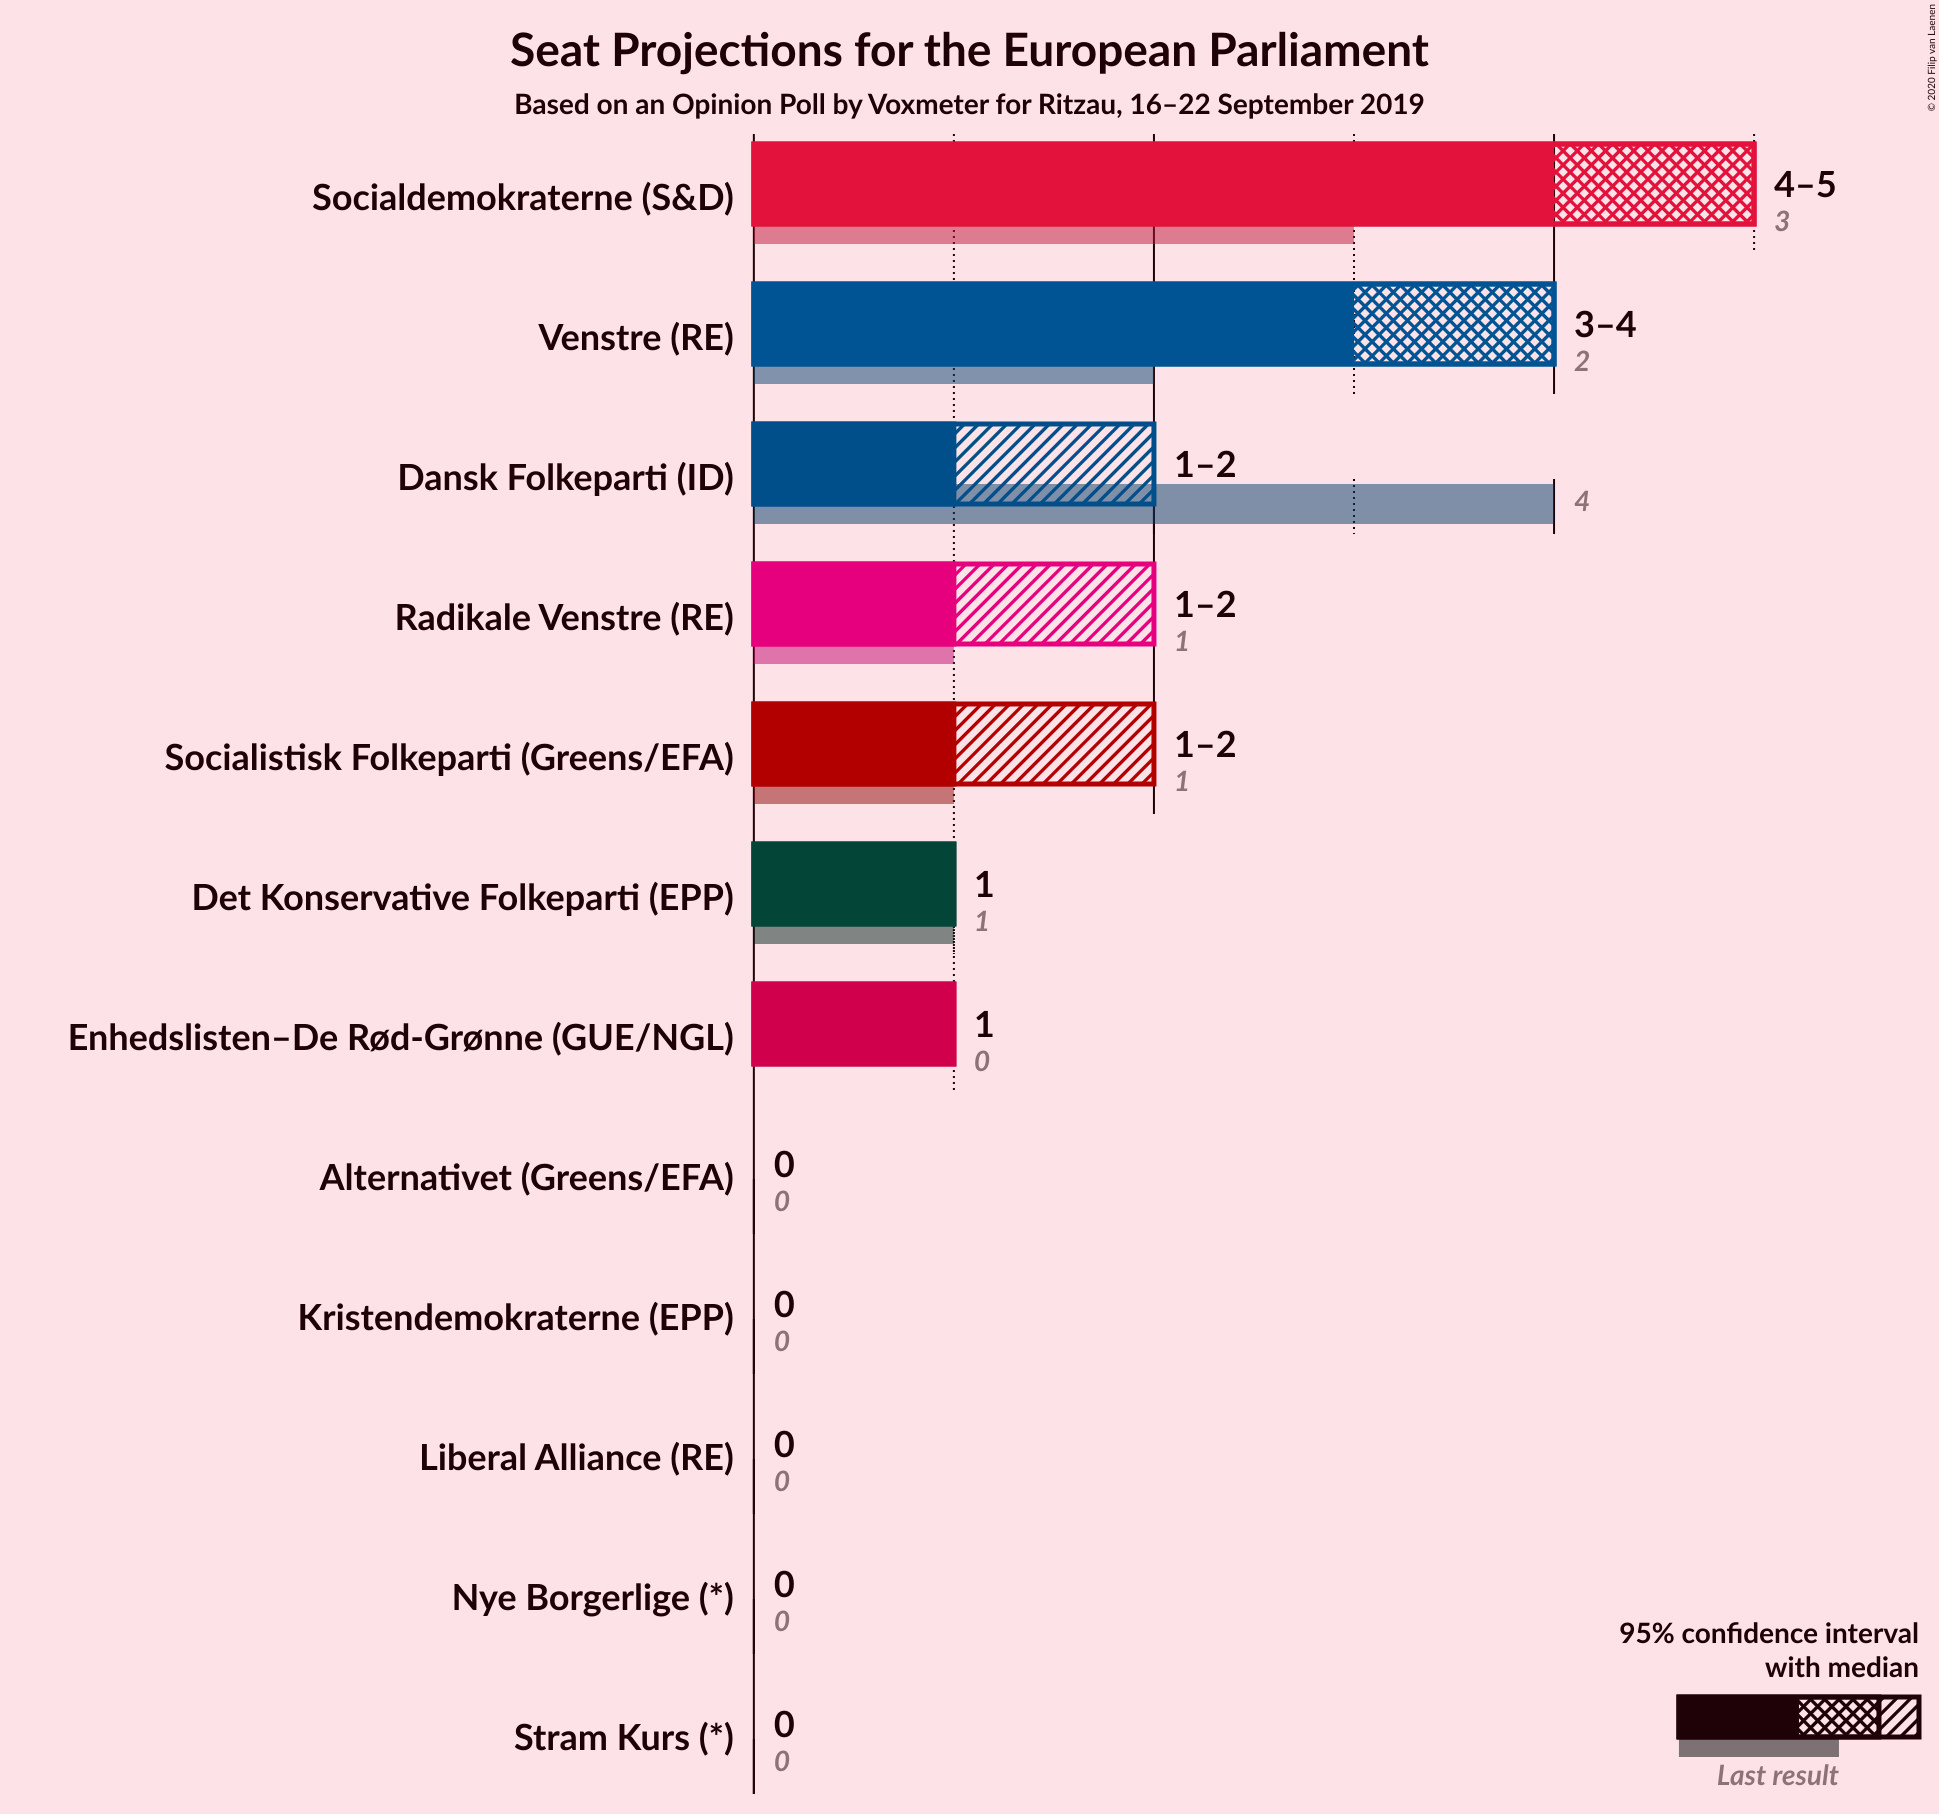 Seat Projections for the European Parliament
Based on an Opinion Poll by Voxmeter for Ritzau, 16–22 September 2019
© 2020 Filip van Laenen
Socialdemokraterne (S&D)
4–5
3
Venstre (RE)
3–4
2
Dansk Folkeparti (ID)
1–2
4
Radikale Venstre (RE)
1–2
1
Socialistisk Folkeparti (Greens/EFA)
1–2
1
Det Konservative Folkeparti (EPP)
1
1
Enhedslisten–De Rød-Grønne (GUE/NGL)
1
0
Alternativet (Greens/EFA)
0
0
Kristendemokraterne (EPP)
0
0
Liberal Alliance (RE)
0
0
Nye Borgerlige (*)
0
0
Stram Kurs (*)
0
0
95% confidence interval
with median
Last result